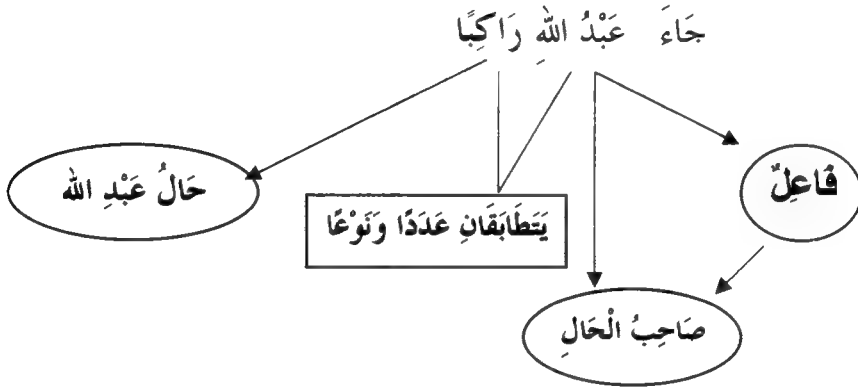 جَاءَ عَبْدُ اللهِ رَاكِبًا
فَاعِلٌ
حَالُ عَبْدِ الله
يَتَطَابَقَانِ عَدَدًا وَنَوْعًا
صَاحِبُ الْحَالِ